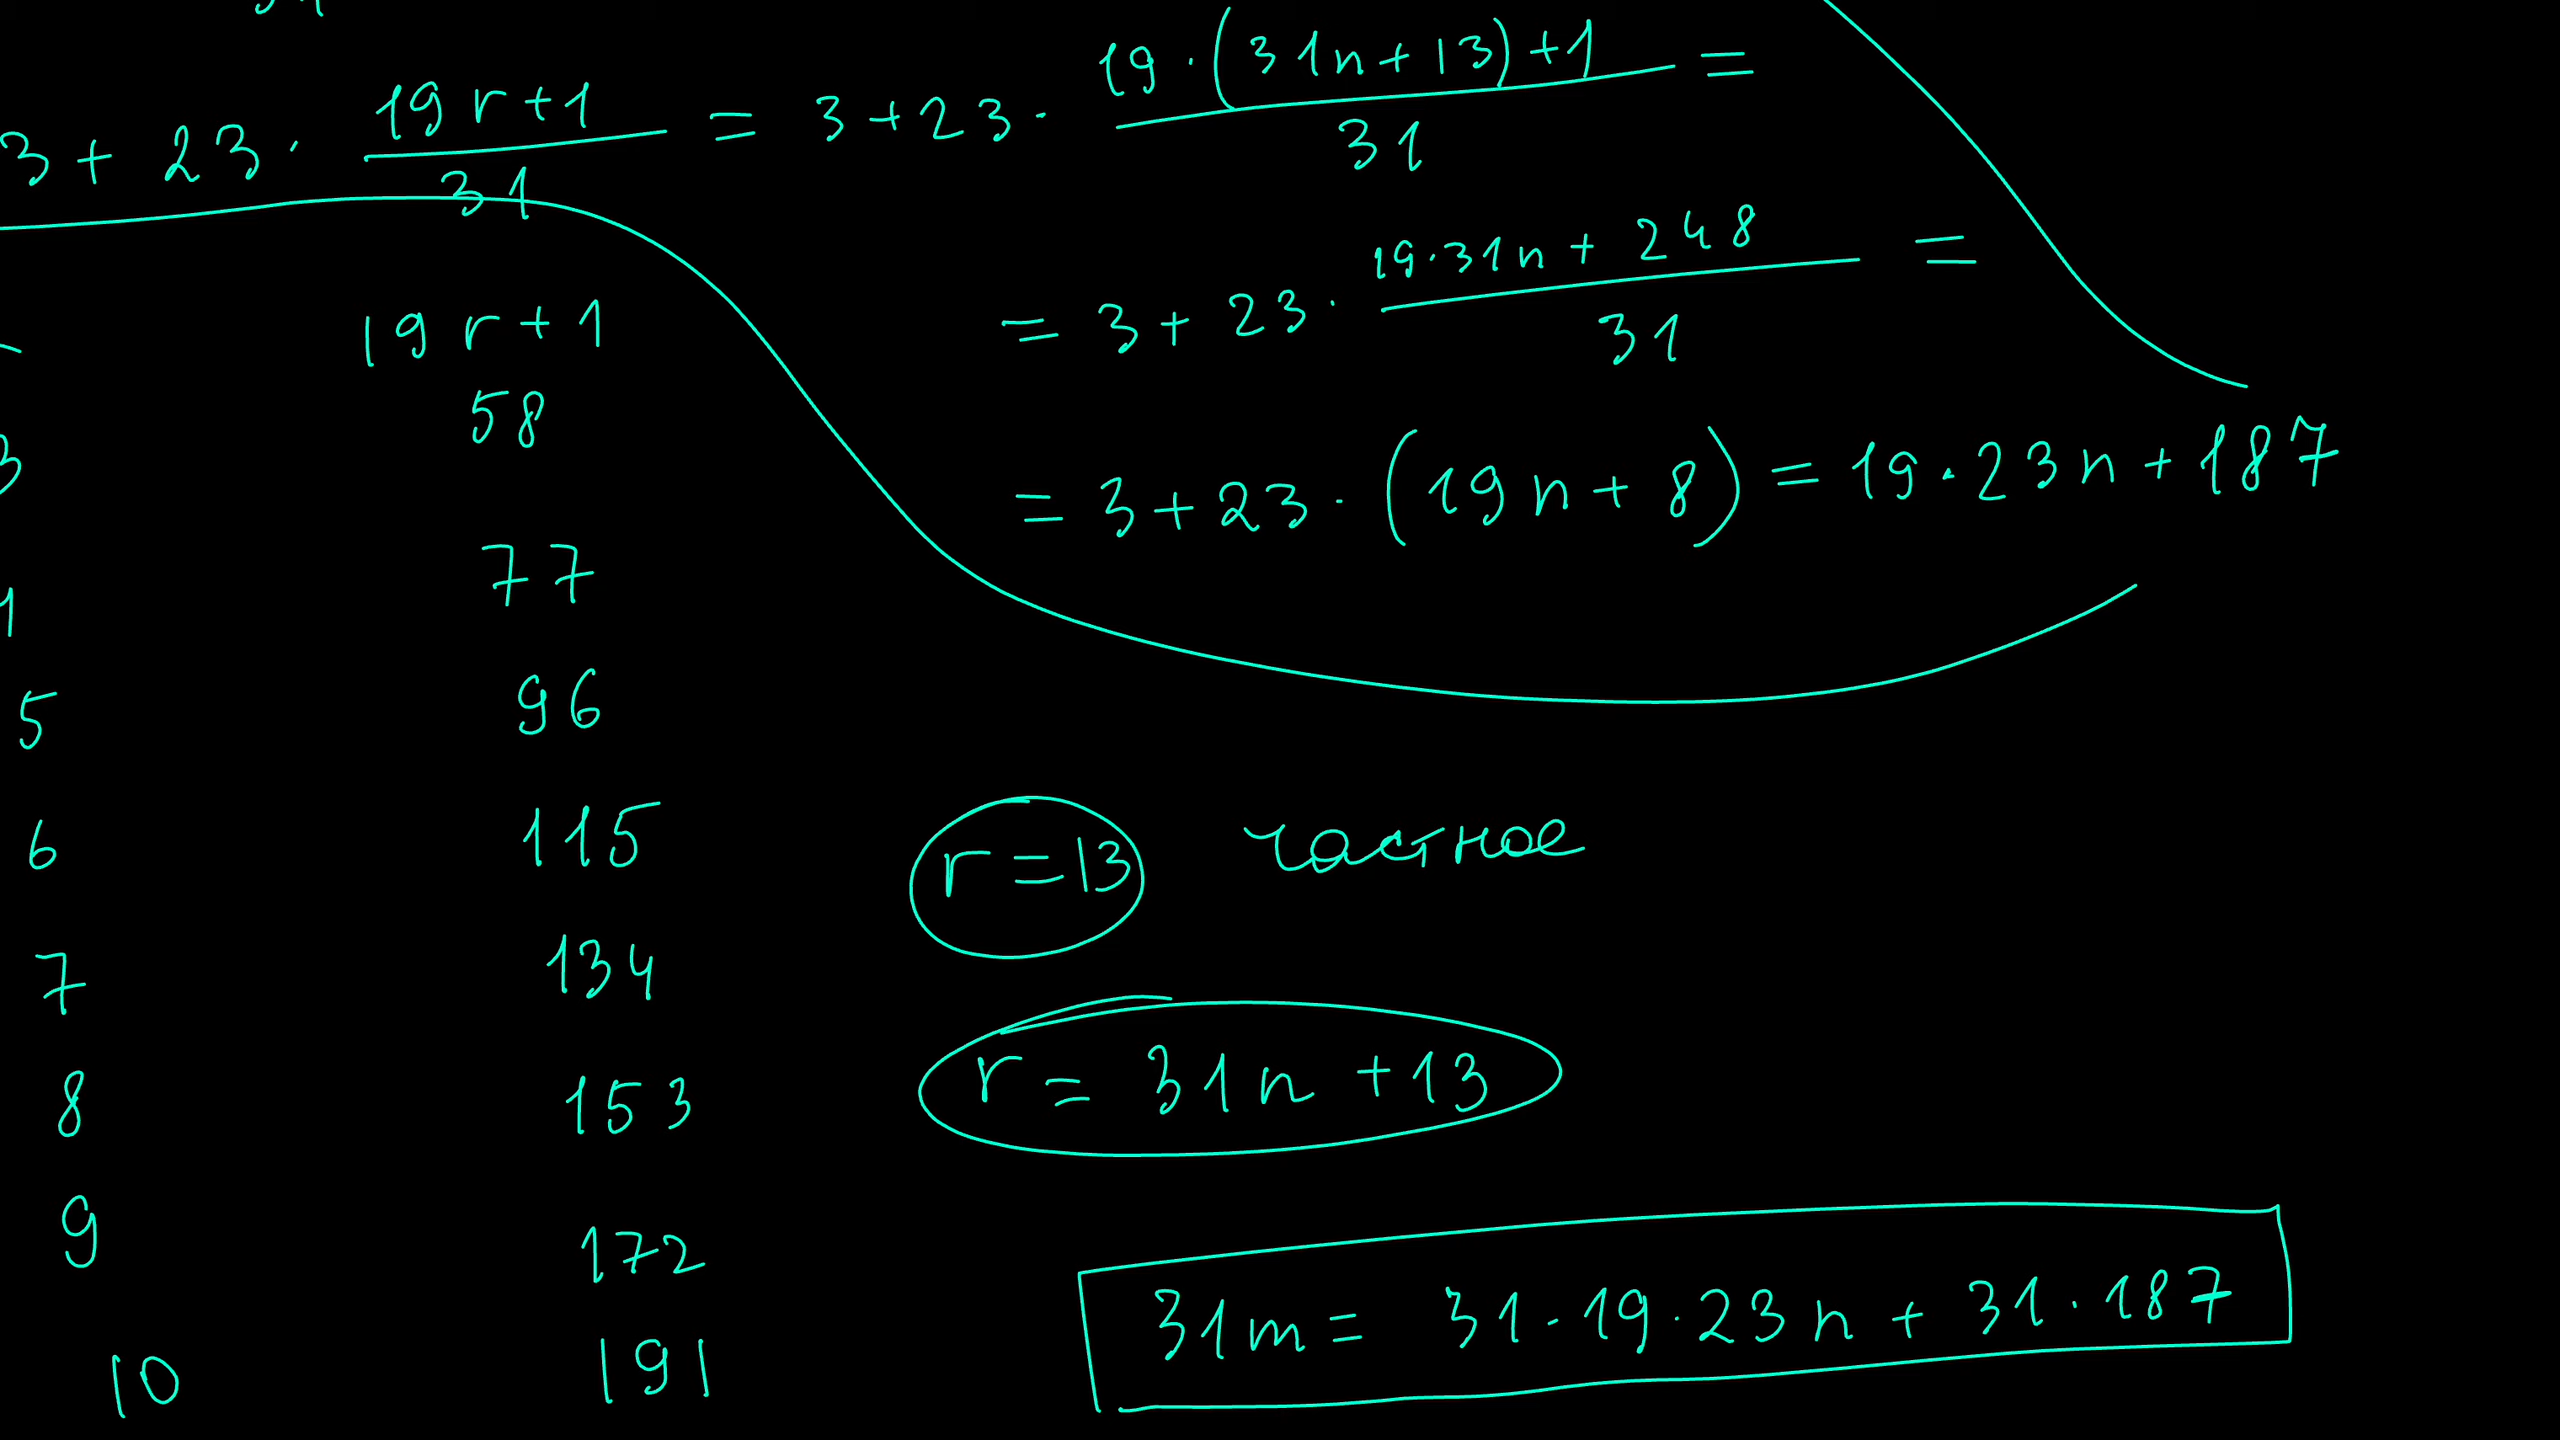 3 + 23 · (19r+1)/31 = 3 + 23 · (19·(31n+13)+1)/31 =
= 3 + 23 · (19·31n + 248)/31 =
= 3 + 23 · (19n + 8) = 19·23n + 187
19r + 1
3 58
77
5 96
6 115
7 134
8 153
9 172
10 191
r = 13 частное
r = 31n + 13
31m = 31·19·23n + 31·187